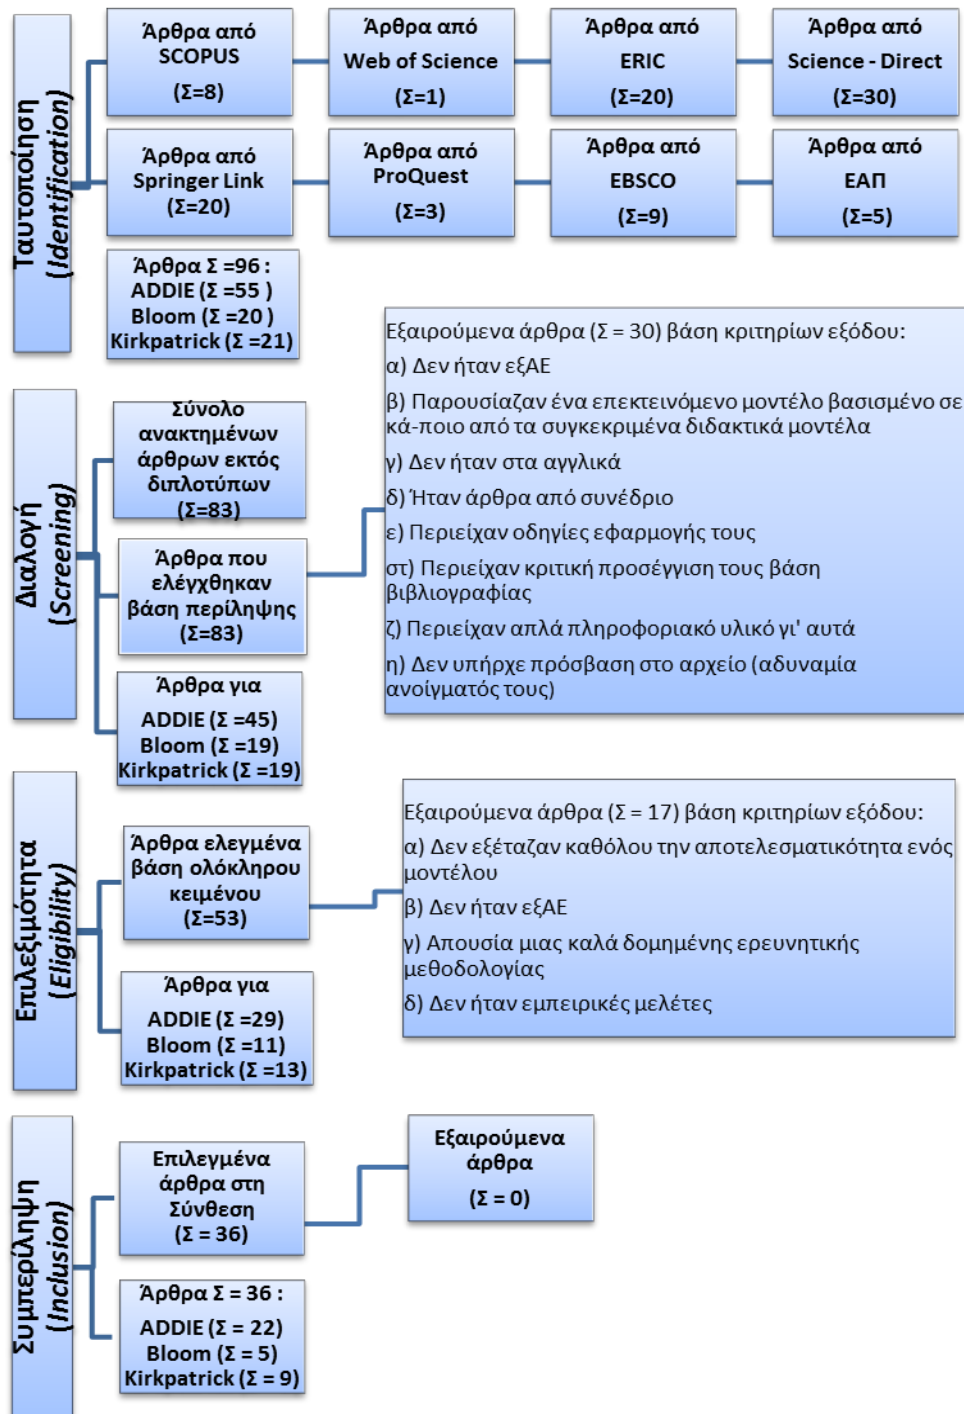 Ταυτοποίηση
(Identification)
Άρθρα από
SCOPUS
(Σ=8)
Άρθρα από
Web of Science
(Σ=1)
Άρθρα από
ERIC
(Σ=20)
Άρθρα από
Science - Direct
(Σ=30)
Άρθρα από
Springer Link
(Σ=20)
Άρθρα από
ProQuest
(Σ=3)
Άρθρα από
EBSCO
(Σ=9)
Άρθρα από
ΕΑΠ
(Σ=5)
Άρθρα Σ =96 :
ADDIE (Σ =55 )
Bloom (Σ =20 )
Kirkpatrick (Σ =21)
Διαλογή
(Screening)
Σύνολο
ανακτημένων
άρθρων εκτός
διπλοτύπων
(Σ=83)
Άρθρα που
ελέγχθηκαν
βάση περίληψης
(Σ=83)
Άρθρα για
ADDIE (Σ =45)
Bloom (Σ =19)
Kirkpatrick (Σ =19)
Εξαιρούμενα άρθρα (Σ = 30) βάση κριτηρίων εξόδου:
α) Δεν ήταν εξΑΕ
β) Παρουσίαζαν ένα επεκτεινόμενο μοντέλο βασισμένο σε
κά-ποιο από τα συγκεκριμένα διδακτικά μοντέλα
γ) Δεν ήταν στα αγγλικά
δ) Ήταν άρθρα από συνέδριο
ε) Περιείχαν οδηγίες εφαρμογής τους
στ) Περιείχαν κριτική προσέγγιση τους βάση
βιβλιογραφίας
ζ) Περιείχαν απλά πληροφοριακό υλικό γι' αυτά
η) Δεν υπήρχε πρόσβαση στο αρχείο (αδυναμία
ανοίγματός τους)
Επιλεξιμότητα
(Eligibility)
Άρθρα ελεγμένα
βάση ολόκληρου
κειμένου
(Σ=53)
Άρθρα για
ADDIE (Σ =29)
Bloom (Σ =11)
Kirkpatrick (Σ =13)
Εξαιρούμενα άρθρα (Σ = 17) βάση κριτηρίων εξόδου:
α) Δεν εξέταζαν καθόλου την αποτελεσματικότητα ενός
μοντέλου
β) Δεν ήταν εξΑΕ
γ) Απουσία μιας καλά δομημένης ερευνητικής
μεθοδολογίας
δ) Δεν ήταν εμπειρικές μελέτες
Συμπερίληψη
(Inclusion)
Επιλεγμένα
άρθρα στη
Σύνθεση
(Σ = 36)
Εξαιρούμενα
άρθρα
(Σ = 0)
Άρθρα Σ = 36 :
ADDIE (Σ = 22)
Bloom (Σ = 5)
Kirkpatrick (Σ = 9)